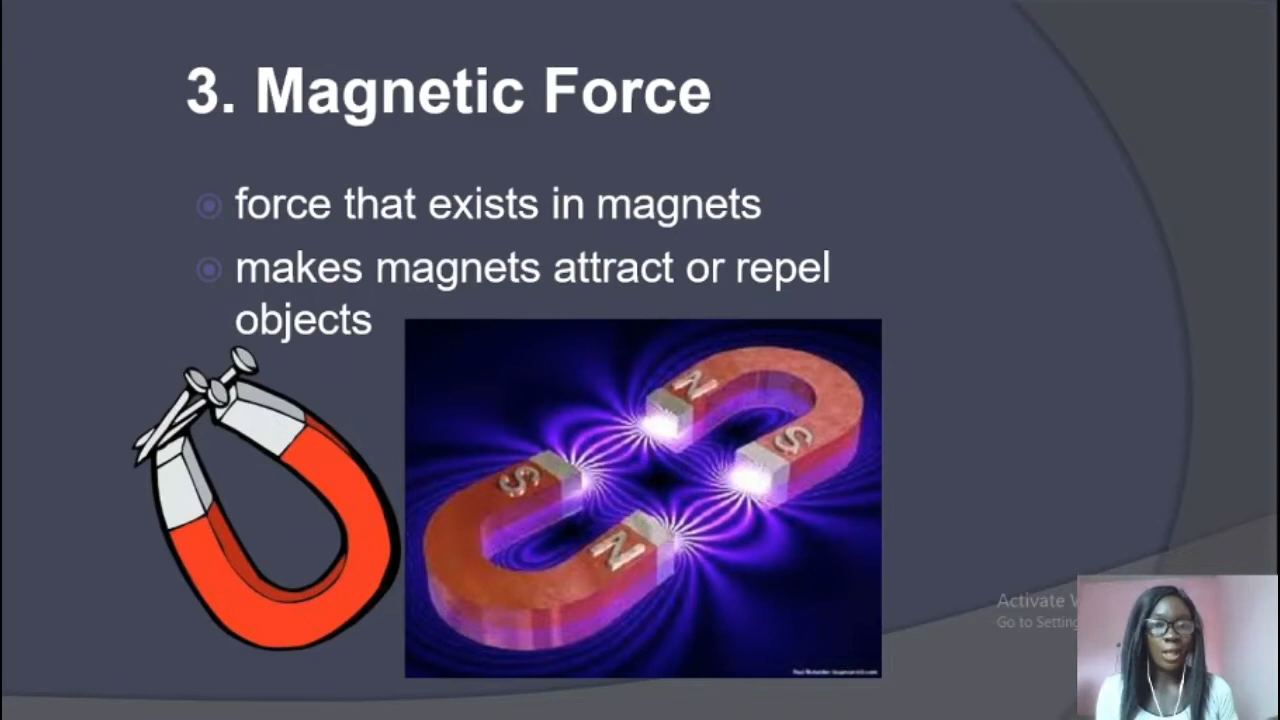 3. Magnetic Force
force that exists in magnets
makes magnets attract or repel
objects
N
S
S
N
Activate
Go to Setting